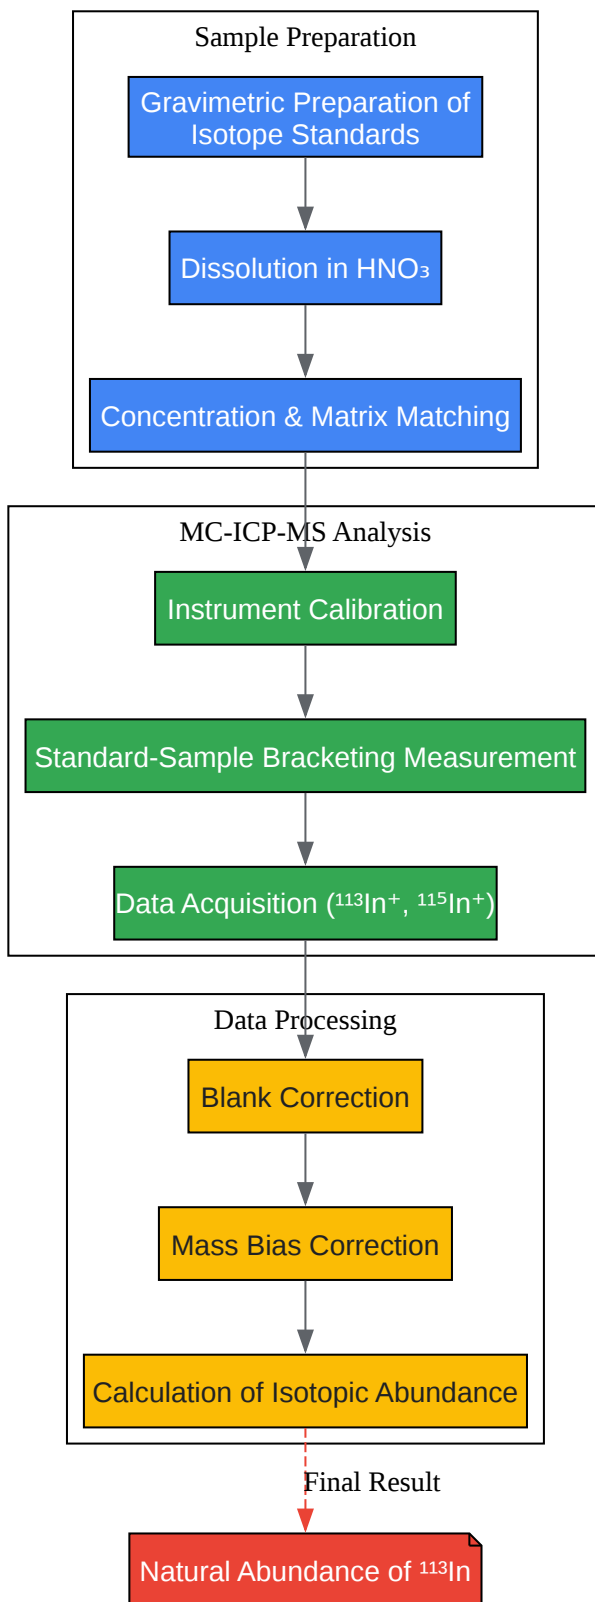 Sample Preparation
Gravimetric Preparation of
Isotope Standards
Dissolution in HNO₃
Concentration & Matrix Matching
MC-ICP-MS Analysis
Instrument Calibration
Standard-Sample Bracketing Measurement
Data Acquisition (¹¹³In⁺, ¹¹⁵In⁺)
Data Processing
Blank Correction
Mass Bias Correction
Calculation of Isotopic Abundance
Final Result
Natural Abundance of ¹¹³In